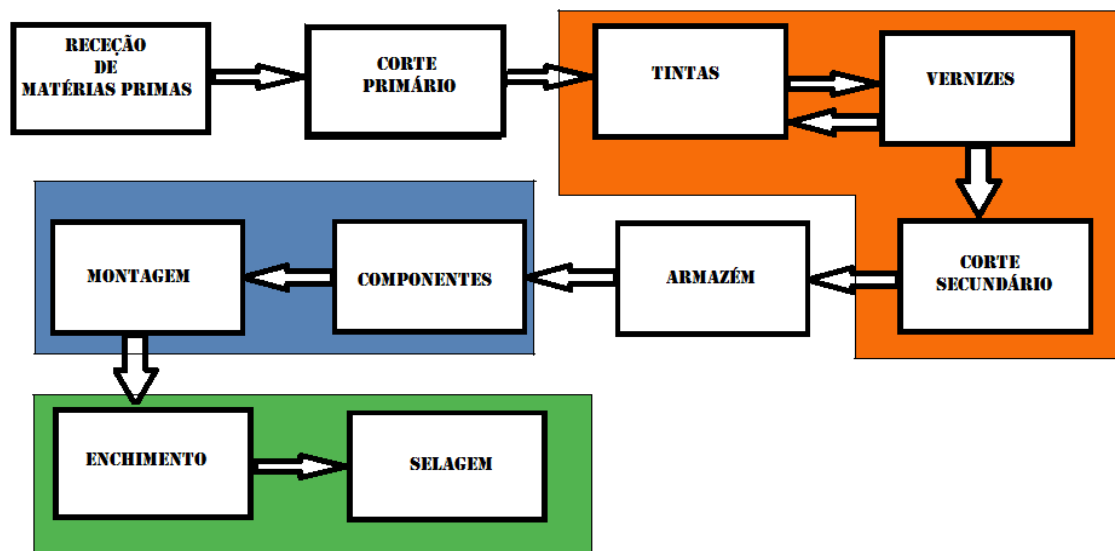 RECEÇÃO
DE
MATÉRIAS PRIMAS
CORTE
PRIMÁRIO
TINTAS
VERNIZES
CORTE
SECUNDÁRIO
ARMAZÉM
COMPONENTES
MONTAGEM
ENCHIMENTO
SELAGEM